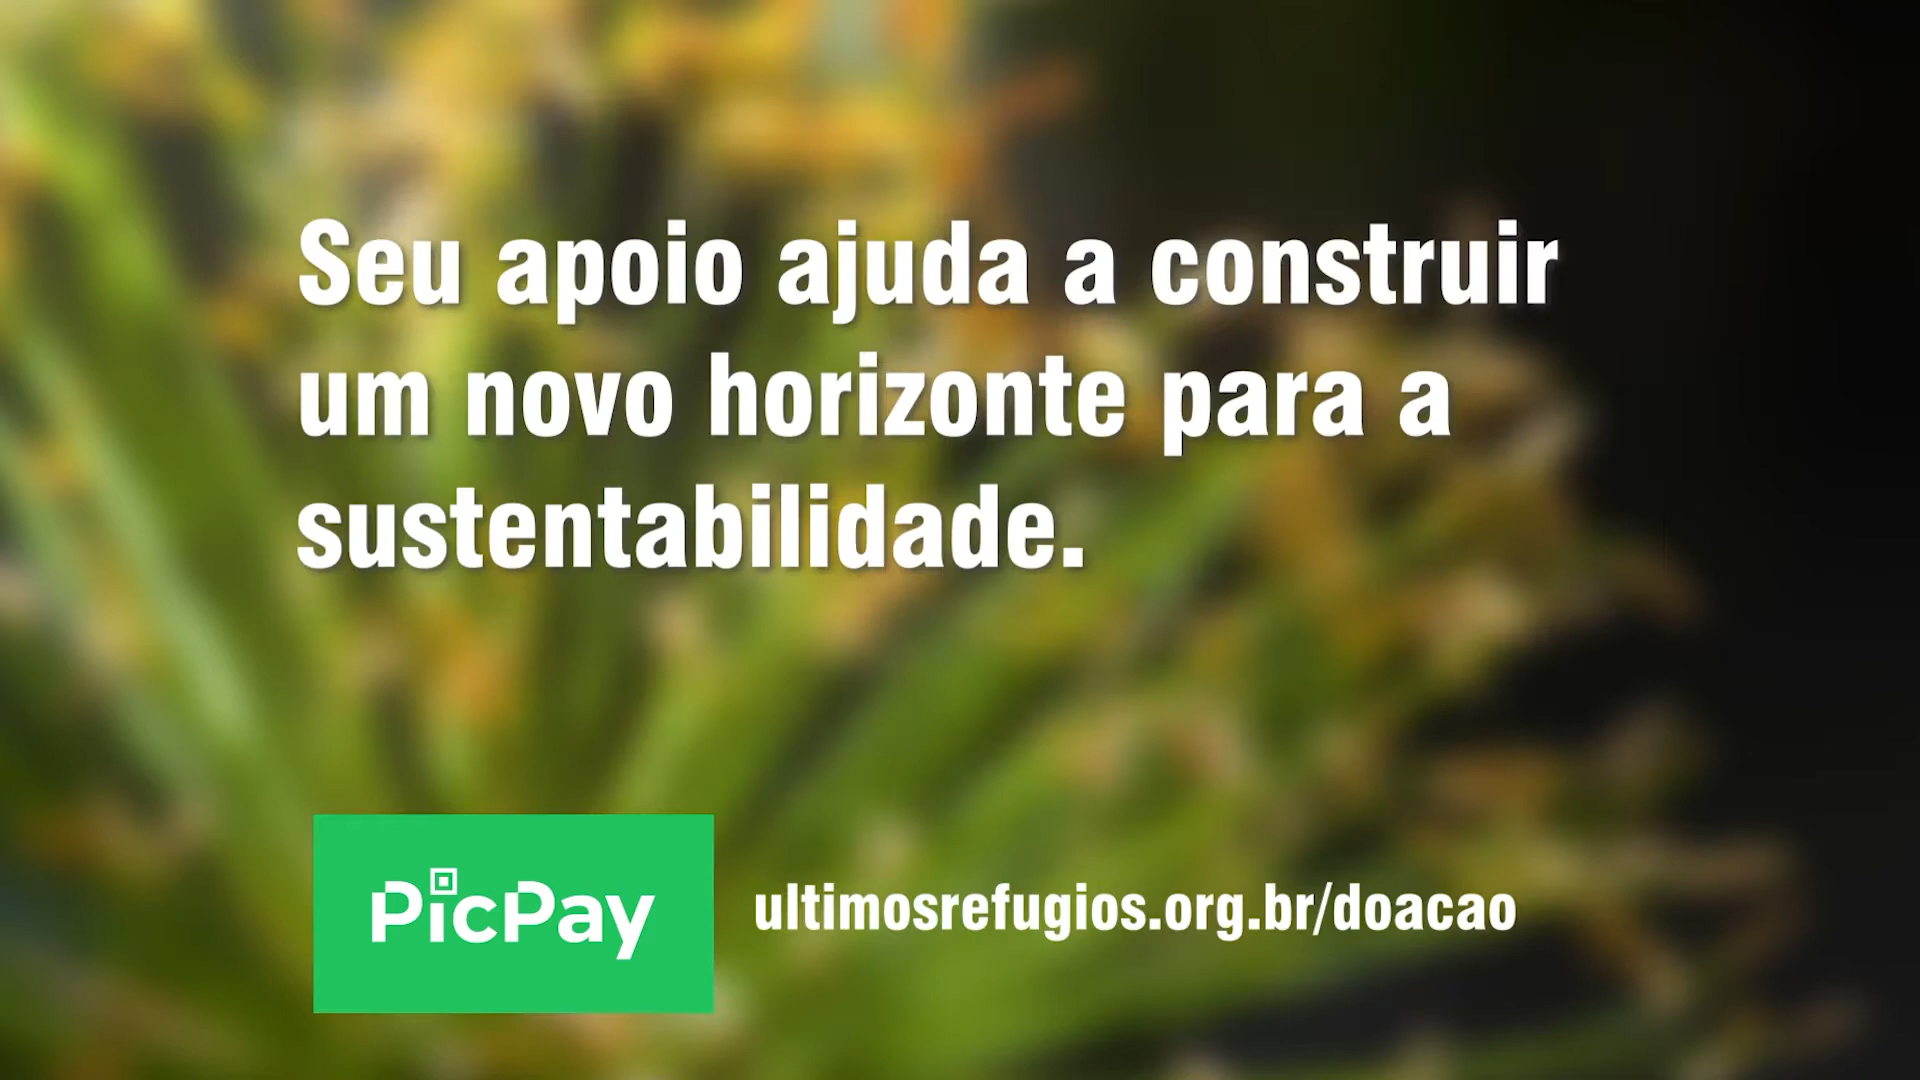 Seu apoio ajuda a construir
um novo horizonte para a
sustentabilidade.
PicPay
ultimosrefugios.org.br/doacao